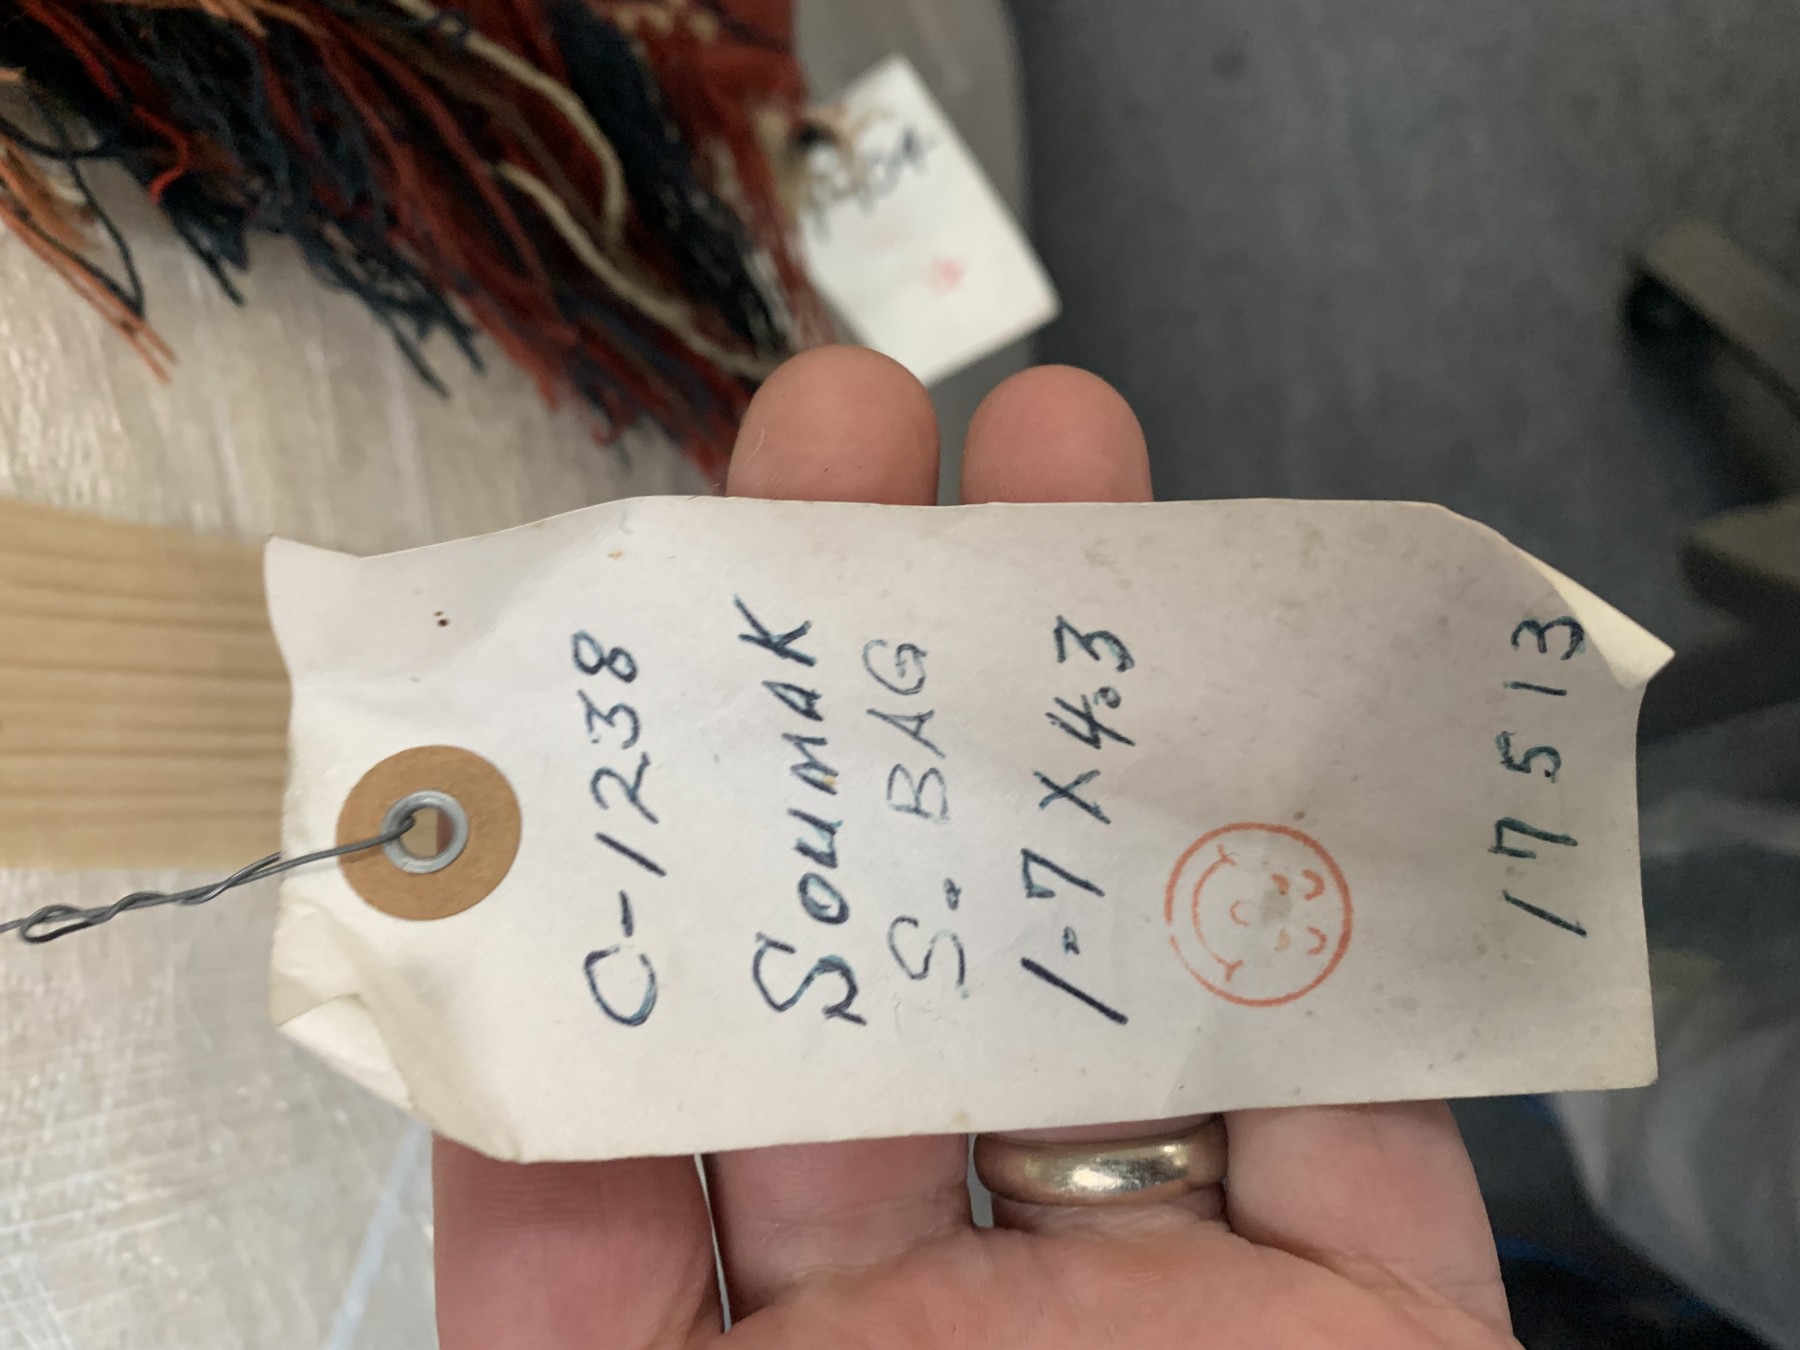 C-1238
SOUMAK
S. BAG
1.7 X 4.3
17513